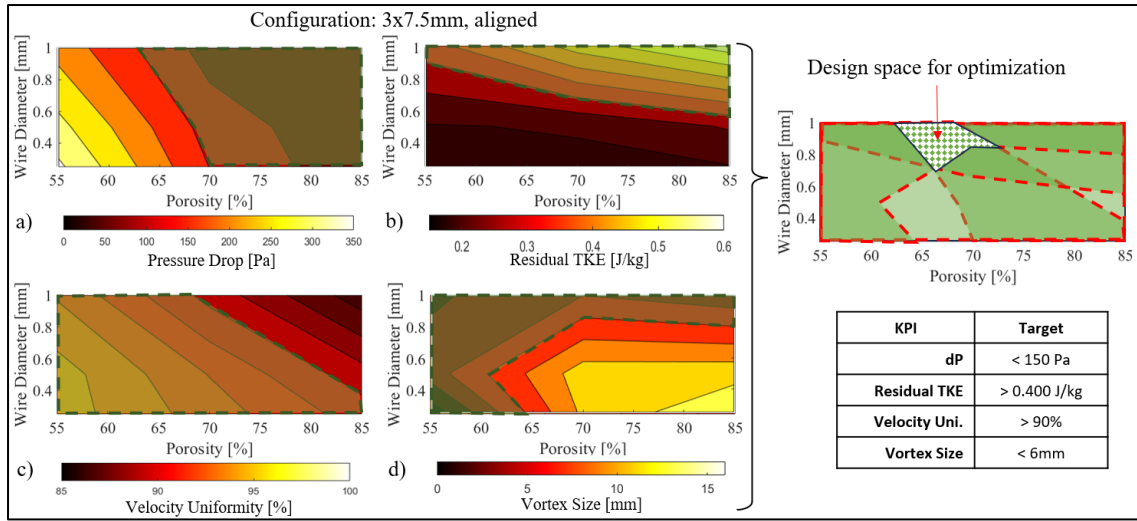 Configuration: 3x7.5mm, aligned
Wire Diameter [mm]
1
0.8
0.6
0.4
55 60 65 70 75 80 85
Porosity [%]
a)
0 50 100 150 200 250 300 350
Pressure Drop [Pa]
Wire Diameter [mm]
1
0.8
0.6
0.4
55 60 65 70 75 80 85
Porosity [%]
b)
0.2 0.3 0.4 0.5 0.6
Residual TKE [J/kg]
Wire Diameter [mm]
1
0.8
0.6
0.4
55 60 65 70 75 80 85
Porosity [%]
c)
85 90 95 100
Velocity Uniformity [%]
Wire Diameter [mm]
1
0.8
0.6
0.4
55 60 65 70 75 80 85
Porosity [%]
d)
0 5 10 15
Vortex Size [mm]
Design space for optimization
Wire Diameter [mm]
1
0.8
0.6
0.4
55 60 65 70 75 80 85
Porosity [%]
KPI Target
dP < 150 Pa
Residual TKE > 0.400 J/kg
Velocity Uni. > 90%
Vortex Size < 6mm